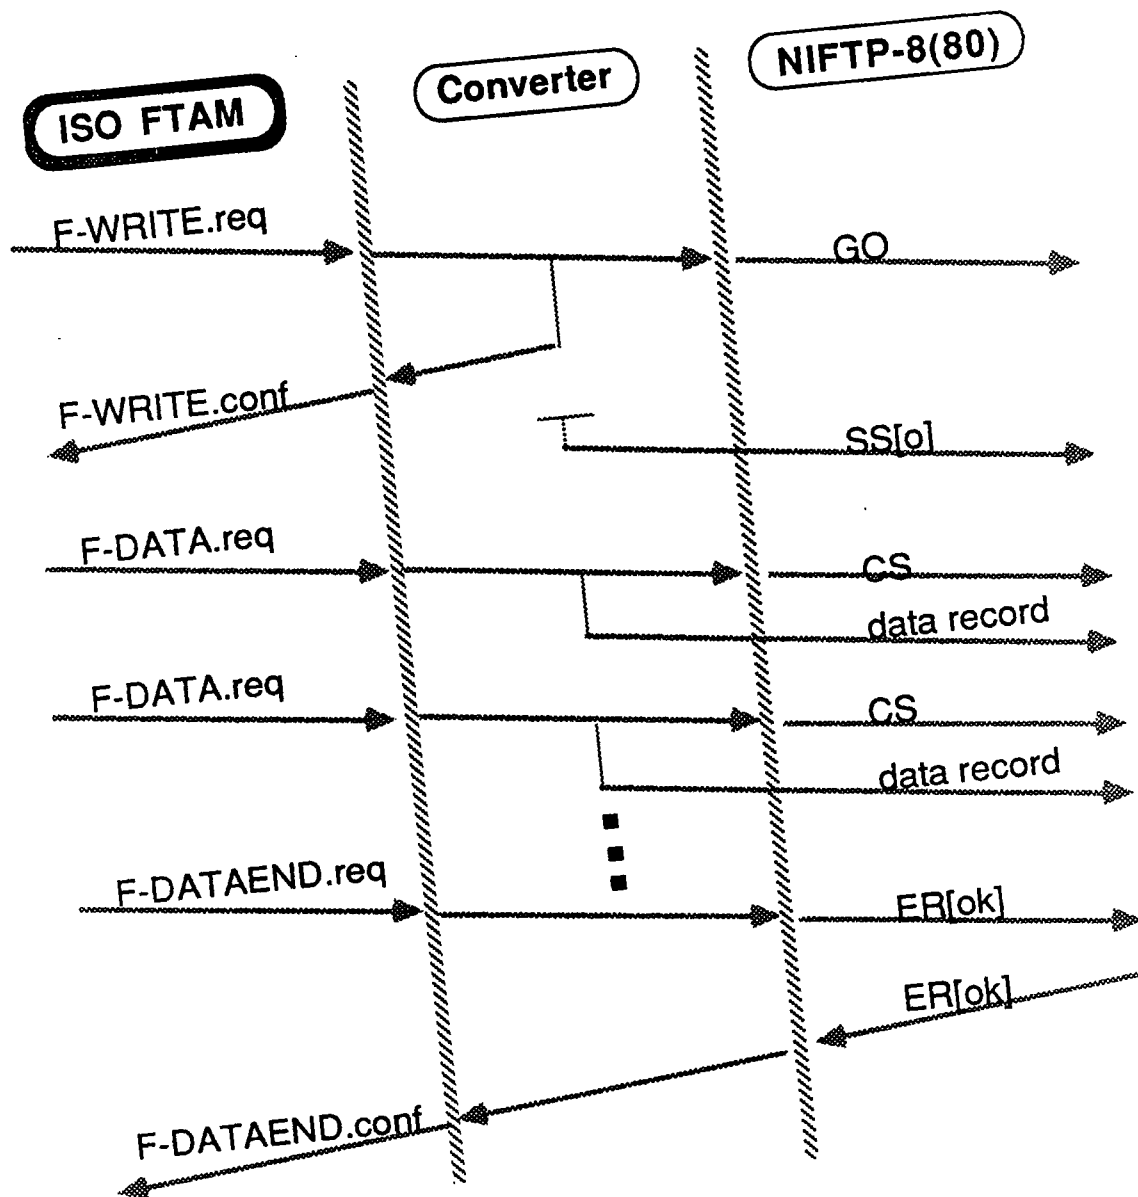 ISO FTAM
Converter
NIFTP-8(80)
F-WRITE.req
GO
F-WRITE.conf
SS[o]
F-DATA.req
CS
data record
F-DATA.req
CS
data record
F-DATAEND.req
ER[ok]
ER[ok]
F-DATAEND.conf